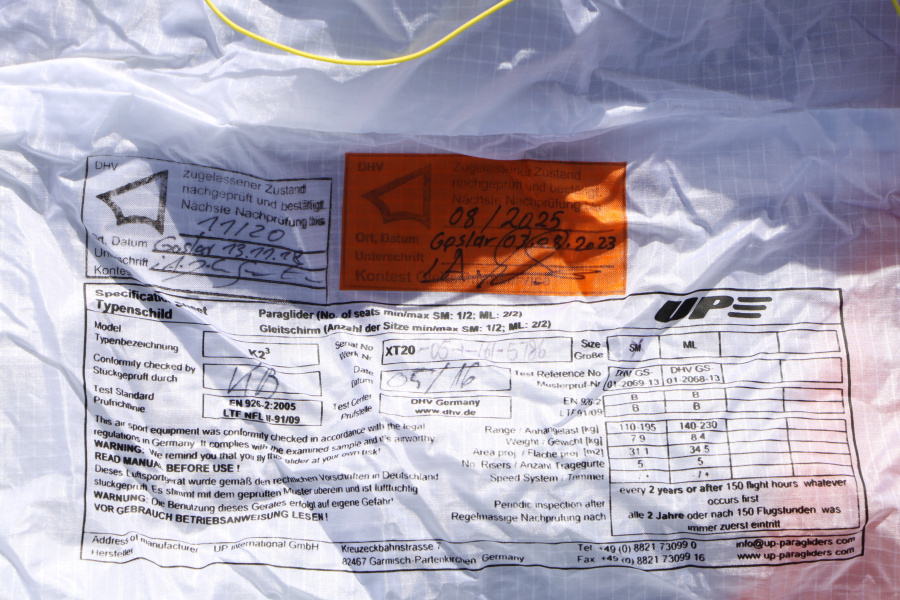 DHV
zugelassener Zustand
nachgeprüft und bestätigt
Nächste Nachprüfung bis
11/20
Ort, Datum Goslar 13.11.18
Unterschrift
DHV
Zugelassener Zustand
nachgeprüft und bestätigt
Nächste Nachprüfung
08/2025
Ort, Datum Goslar 2023
Unterschrift
Kontest
Specification Sheet
Typenschild
Paraglider (No. of seats min/max SM: 1/2; ML: 2/2)
Gleitschirm (Anzahl der Sitze min/max SM: 1/2; ML: 2/2)
UP
Model
Typenbezeichnung
K2³
Serial No
Werk Nr
XT20
Size
Größe
SM
ML
Conformity checked by
Stückgeprüft durch
Date
Datum
05/16
Test Reference No
Musterprüf-Nr
DHV GS-
01-2069-13
DHV GS-
01-2068-13
Test Standard
Prüfrichtlinie
EN 926-2:2005
LTF NFL II-91/09
Test Center
Prüfstelle
DHV Germany
www.dhv.de
EN 926-2
LTF 91/09
B
B
B
B
This air sport equipment was conformity checked in accordance with the legal
regulations in Germany. It complies with the examined sample and it's airworthy.
WARNING: We remind you that you fly this glider at your own risk!
READ MANUAL BEFORE USE !
Dieses Luftsportgerät wurde gemäß den rechtlichen Vorschriften in Deutschland
stückgeprüft. Es stimmt mit dem geprüften Muster überein und ist lufttüchtig
WARNUNG: Die Benutzung dieses Gerätes erfolgt auf eigene Gefahr!
VOR GEBRAUCH BETRIEBSANWEISUNG LESEN!
Range / Anhängelast [kg] 110-195 140-230
Weight / Gewicht [kg] 7.9 8.4
Area proj / Fläche proj [m2] 31.1 34.5
No. Risers / Anzahl Tragegurte 5 5
Speed System / Trimmer
Periodic inspection after
Regelmässige Nachprüfung nach
every 2 years or after 150 flight hours whatever
occurs first
alle 2 Jahre oder nach 150 Flugstunden was
immer zuerst eintritt
Address of manufacturer
Hersteller
UP International GmbH
Kreuzeckbahnstrasse 7
82467 Garmisch-Partenkirchen Germany
Tel +49 (0) 8821 73099 0
Fax +49 (0) 8821 73099 16
info@up-paragliders.com
www.up-paragliders.com